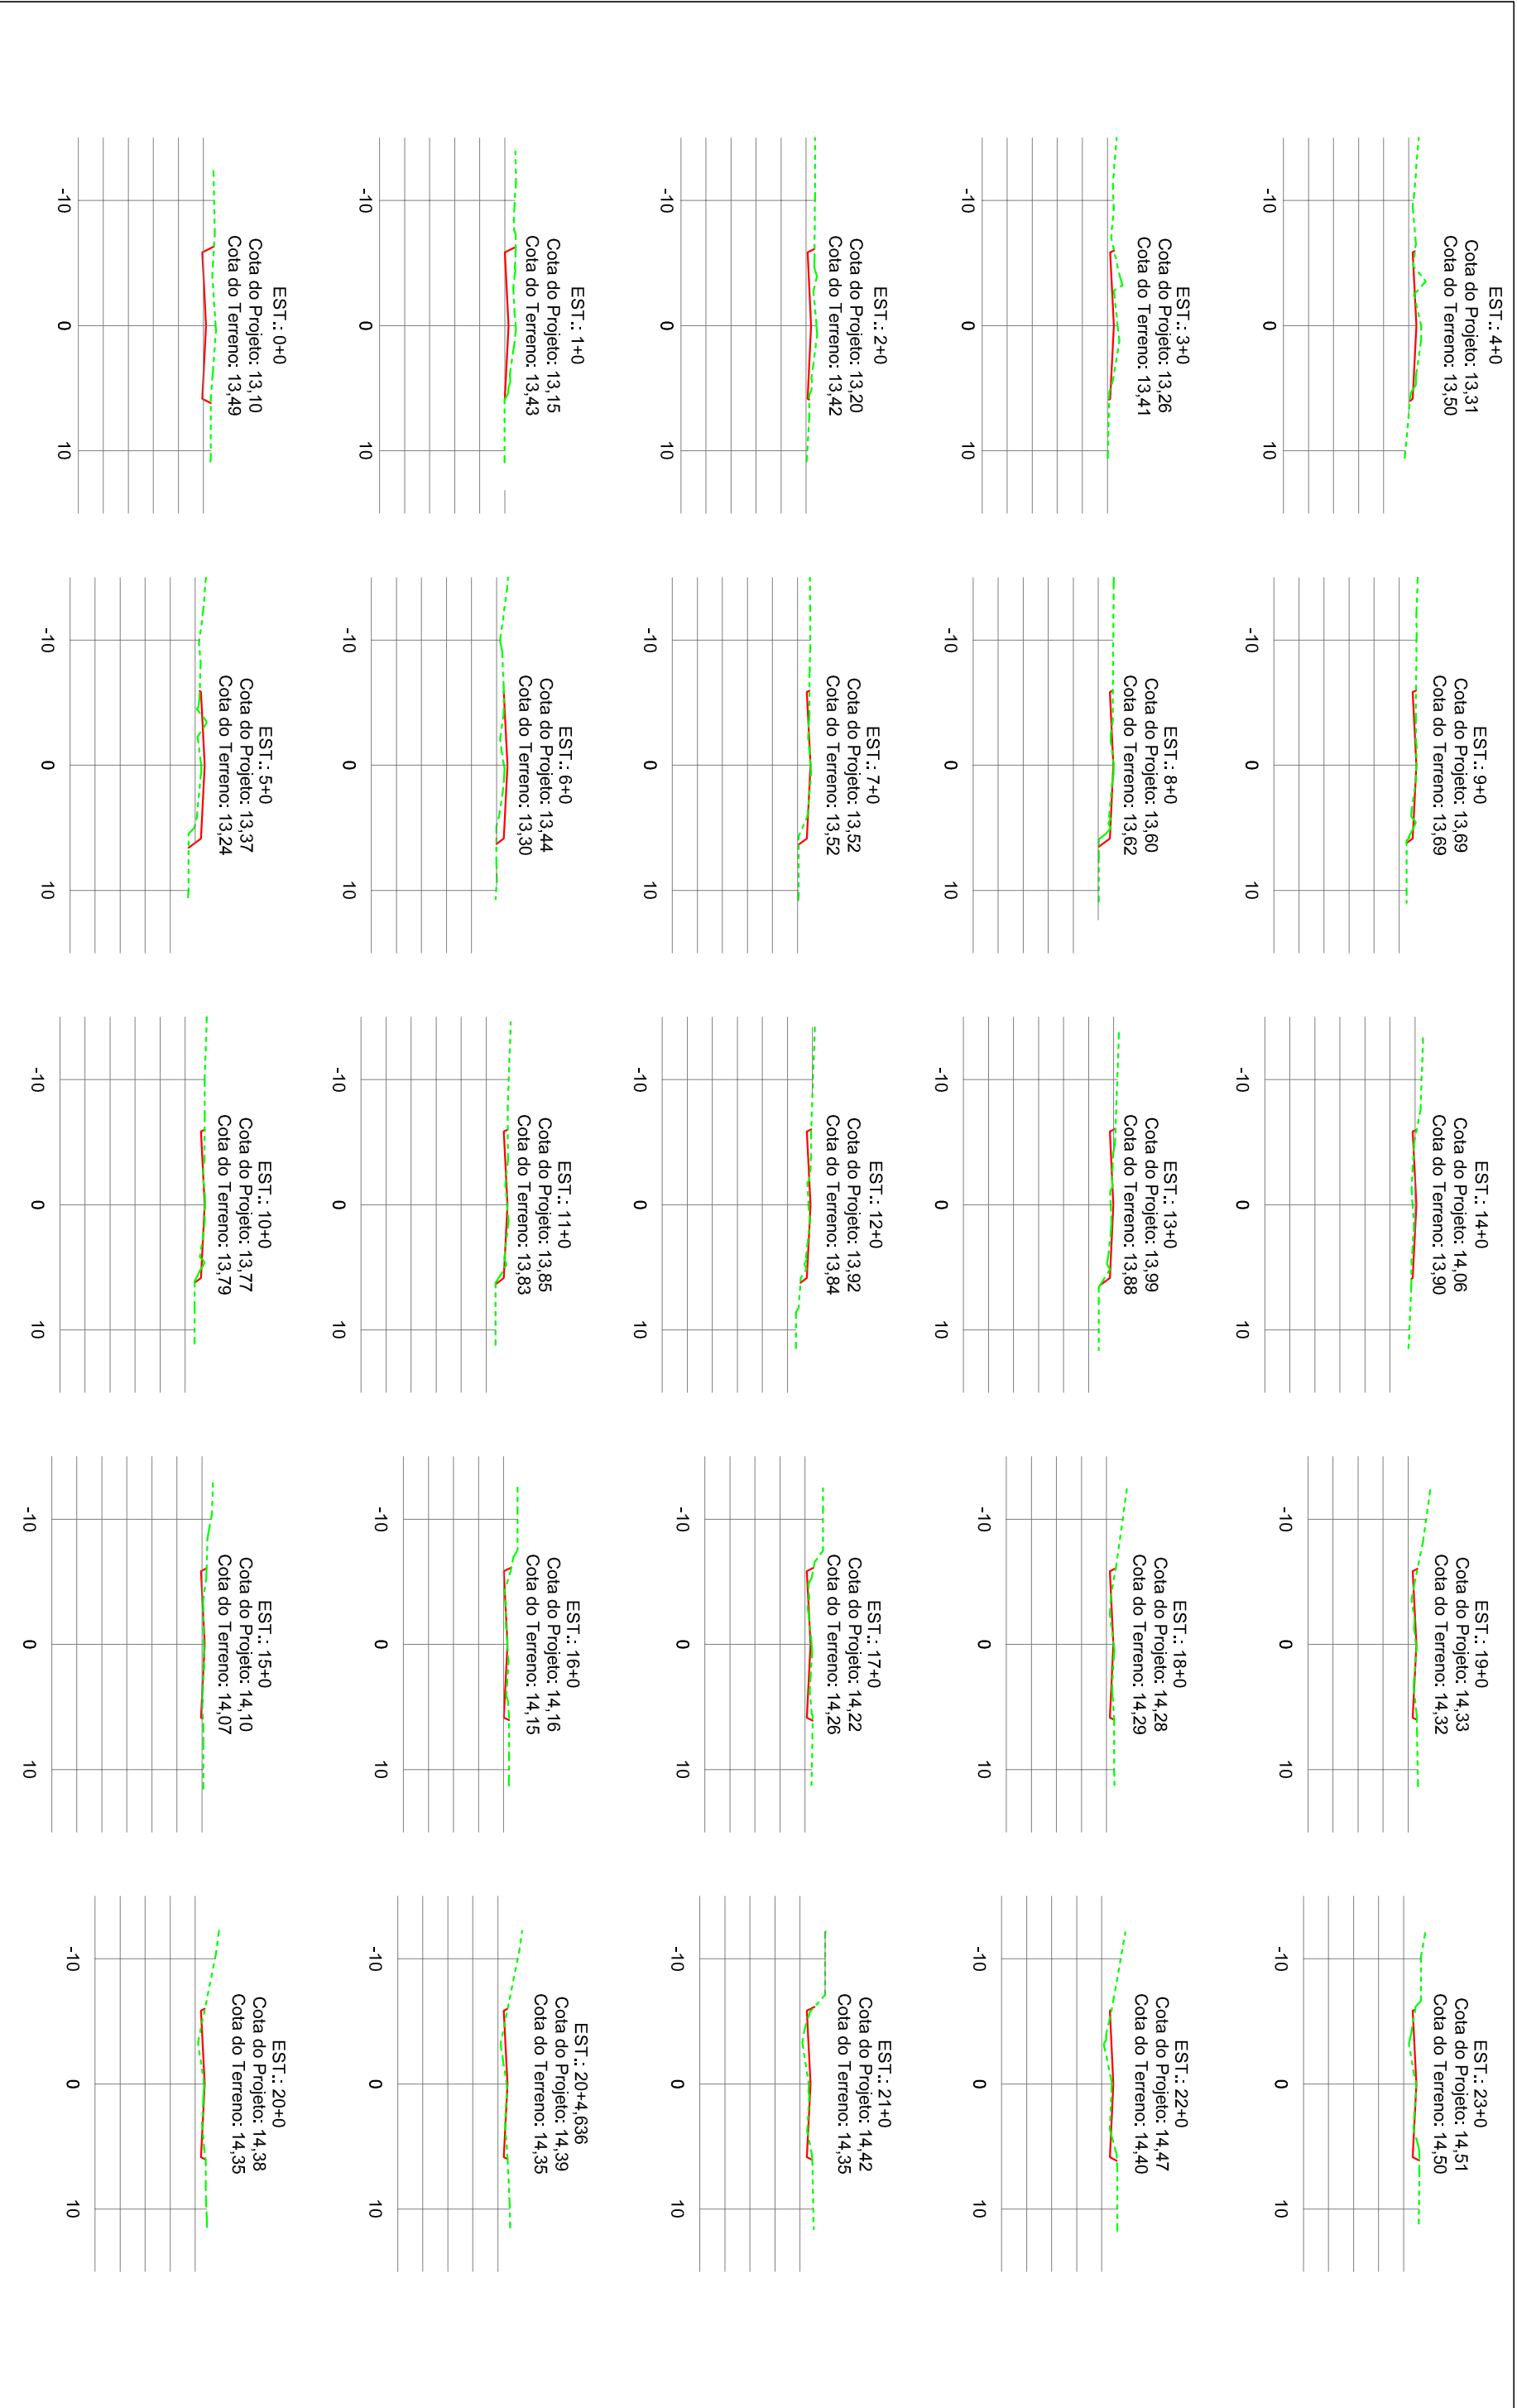 EST.: 4+0
Cota do Projeto: 13,31
Cota do Terreno: 13,50
-10 0 10
EST.: 9+0
Cota do Projeto: 13,69
Cota do Terreno: 13,69
-10 0 10
EST.: 14+0
Cota do Projeto: 14,06
Cota do Terreno: 13,90
-10 0 10
EST.: 19+0
Cota do Projeto: 14,33
Cota do Terreno: 14,32
-10 0 10
EST.: 23+0
Cota do Projeto: 14,51
Cota do Terreno: 14,50
-10 0 10
EST.: 3+0
Cota do Projeto: 13,26
Cota do Terreno: 13,41
-10 0 10
EST.: 8+0
Cota do Projeto: 13,60
Cota do Terreno: 13,62
-10 0 10
EST.: 13+0
Cota do Projeto: 13,99
Cota do Terreno: 13,88
-10 0 10
EST.: 18+0
Cota do Projeto: 14,28
Cota do Terreno: 14,29
-10 0 10
EST.: 22+0
Cota do Projeto: 14,47
Cota do Terreno: 14,40
-10 0 10
EST.: 2+0
Cota do Projeto: 13,20
Cota do Terreno: 13,42
-10 0 10
EST.: 7+0
Cota do Projeto: 13,52
Cota do Terreno: 13,52
-10 0 10
EST.: 12+0
Cota do Projeto: 13,92
Cota do Terreno: 13,84
-10 0 10
EST.: 17+0
Cota do Projeto: 14,22
Cota do Terreno: 14,26
-10 0 10
EST.: 21+0
Cota do Projeto: 14,42
Cota do Terreno: 14,35
-10 0 10
EST.: 1+0
Cota do Projeto: 13,15
Cota do Terreno: 13,43
-10 0 10
EST.: 6+0
Cota do Projeto: 13,44
Cota do Terreno: 13,30
-10 0 10
EST.: 11+0
Cota do Projeto: 13,85
Cota do Terreno: 13,83
-10 0 10
EST.: 16+0
Cota do Projeto: 14,16
Cota do Terreno: 14,15
-10 0 10
EST.: 20+4,636
Cota do Projeto: 14,39
Cota do Terreno: 14,35
-10 0 10
EST.: 0+0
Cota do Projeto: 13,10
Cota do Terreno: 13,49
-10 0 10
EST.: 5+0
Cota do Projeto: 13,37
Cota do Terreno: 13,24
-10 0 10
EST.: 10+0
Cota do Projeto: 13,77
Cota do Terreno: 13,79
-10 0 10
EST.: 15+0
Cota do Projeto: 14,10
Cota do Terreno: 14,07
-10 0 10
EST.: 20+0
Cota do Projeto: 14,38
Cota do Terreno: 14,35
-10 0 10